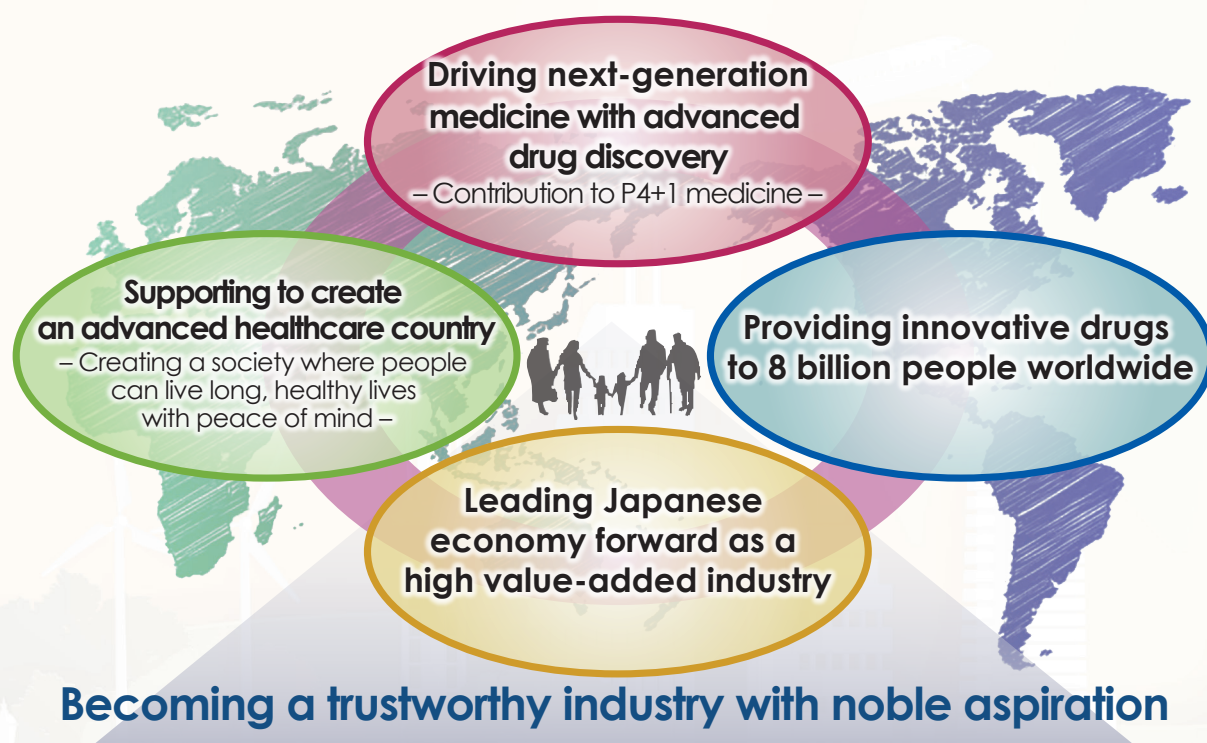 Driving next-generation
medicine with advanced
drug discovery
– Contribution to P4+1 medicine –
Supporting to create
an advanced healthcare country
– Creating a society where people
can live long, healthy lives
with peace of mind –
Providing innovative drugs
to 8 billion people worldwide
Leading Japanese
economy forward as a
high value-added industry
Becoming a trustworthy industry with noble aspiration